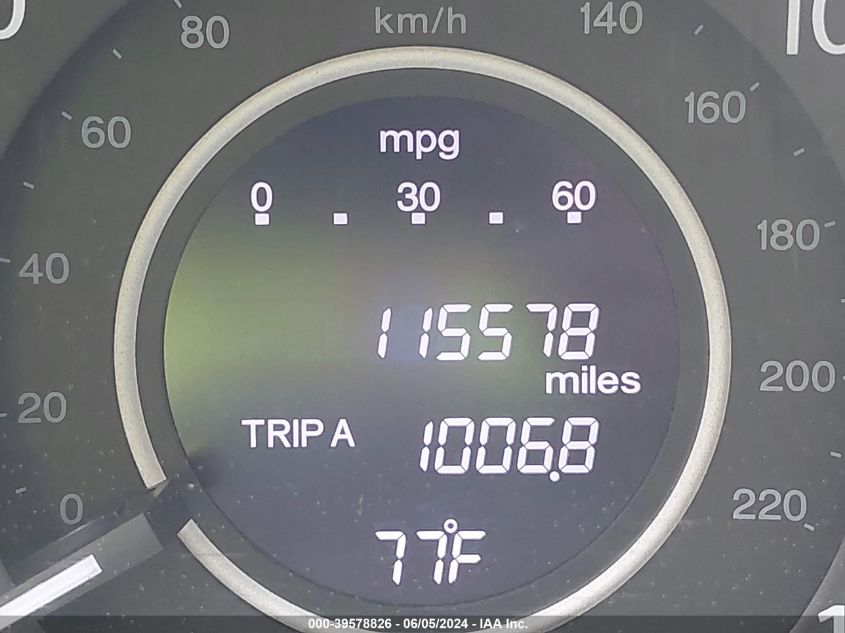 km/h
0 20 40 60 80 140 160 180 200 220
mpg
0 30 60
115578
miles
TRIP A 1006.8
77°F
000-39578826 - 06/05/2024 - IAA Inc.